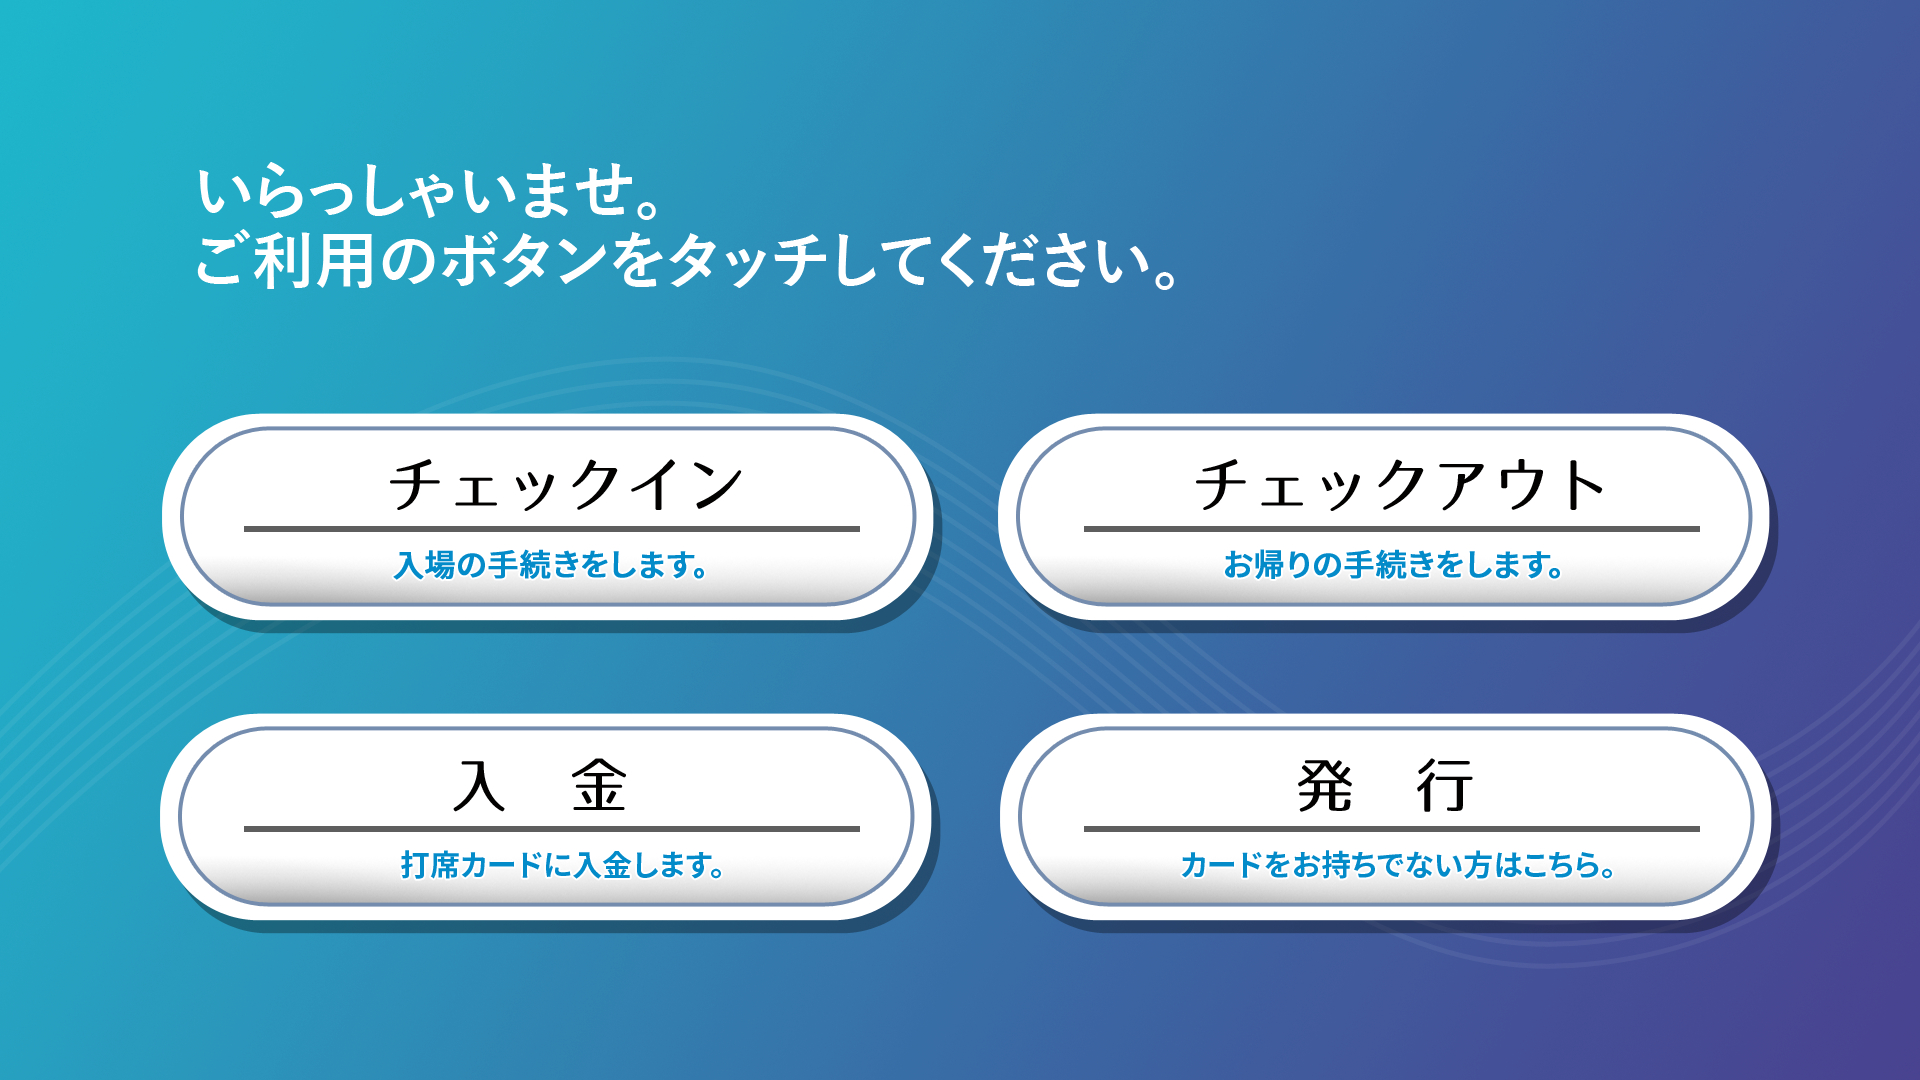 いらっしゃいませ。
ご利用のボタンをタッチしてください。
チェックイン
入場の手続きをします。
チェックアウト
お帰りの手続きをします。
入　金
打席カードに入金します。
発　行
カードをお持ちでない方はこちら。